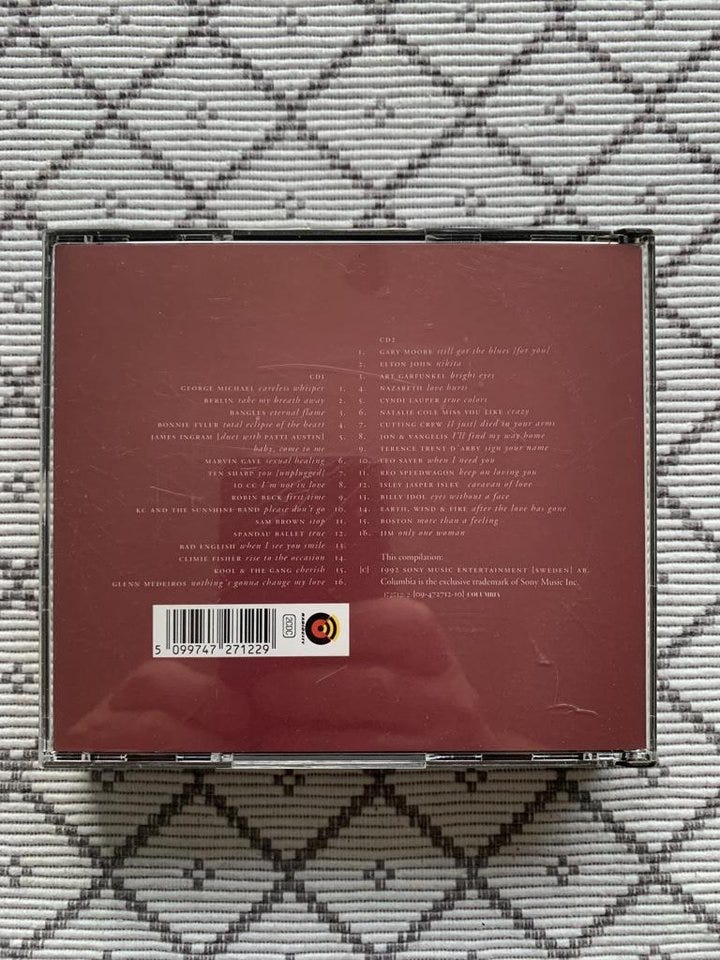 CD1
GEORGE MICHAEL careless whisper 1.
BERLIN take my breath away 2.
BANGLES eternal flame 3.
BONNIE TYLER total eclipse of the heart 4.
JAMES INGRAM [duet with PATTI AUSTIN] 5.
baby, come to me
MARVIN GAYE sexual healing 6.
TEN SHARP you [unplugged] 7.
10 CC I'm not in love 8.
ROBIN BECK first time 9.
KC AND THE SUNSHINE BAND please don't go 10.
SAM BROWN stop 11.
SPANDAU BALLET true 12.
BAD ENGLISH when I see you smile 13.
CLIMIE FISHER rise to the occasion 14.
KOOL & THE GANG cherish 15.
GLENN MEDEIROS nothing's gonna change my love 16.
CD2
1. GARY MOORE still got the blues [for you]
2. ELTON JOHN nikita
3. ART GARFUNKEL bright eyes
4. NAZARETH love hurts
5. CYNDI LAUPER true colors
6. NATALIE COLE MISS YOU LIKE crazy
7. CUTTING CREW [I just] died in your arms
8. JON & VANGELIS I'll find my way home
9. TERENCE TRENT D'ARBY sign your name
10. LEO SAYER when I need you
11. REO SPEEDWAGON keep on loving you
12. ISLEY JASPER ISLEY caravan of love
13. BILLY IDOL eyes without a face
14. EARTH, WIND & FIRE after the love has gone
15. BOSTON more than a feeling
16. JIM only one woman
This compilation:
[C] 1992 SONY MUSIC ENTERTAINMENT [SWEDEN] AB.
Columbia is the exclusive trademark of Sony Music Inc.
472712 2 [09-472712-10] COLUMBIA
2CDC
5 099747 271229